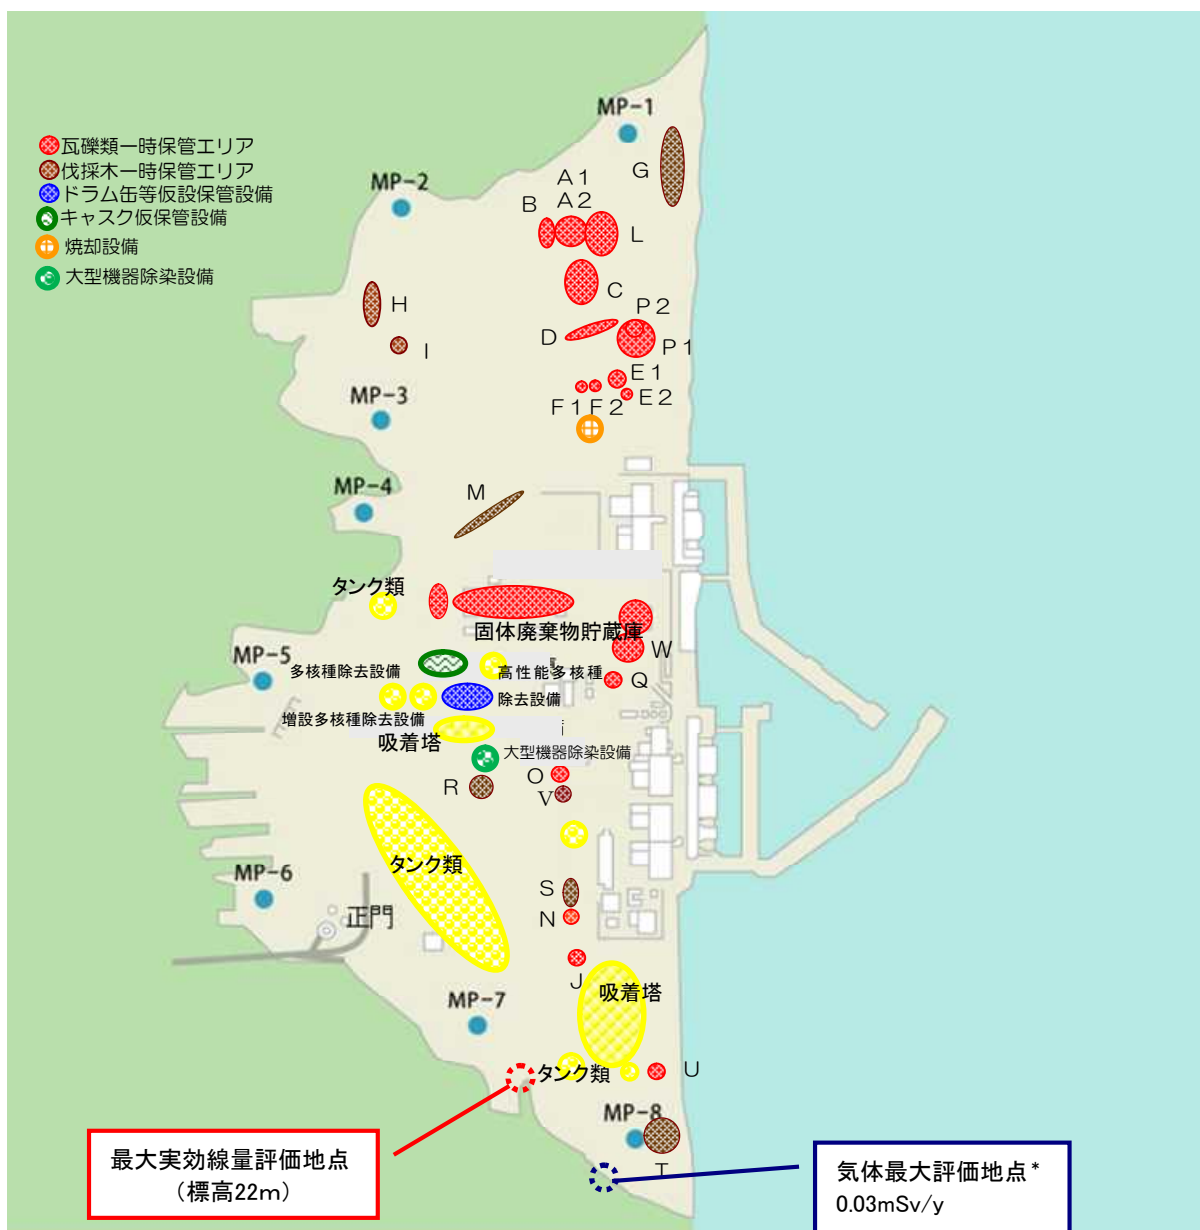 MP-1
瓦礫類一時保管エリア
伐採木一時保管エリア
ドラム缶等仮設保管設備
キャスク仮保管設備
焼却設備
大型機器除染設備
G
A1
A2
MP-2
B
L
C
H
P2
D
P1
I
E1
E2
MP-3
F1
F2
MP-4
M
タンク類
固体廃棄物貯蔵庫
W
MP-5
多核種除去設備
高性能多核種
Q
除去設備
増設多核種除去設備
吸着塔
大型機器除染設備
O
R
V
タンク類
MP-6
S
正門
N
J
吸着塔
MP-7
タンク類
U
MP-8
T
最大実効線量評価地点
(標高22m)
気体最大評価地点*
0.03mSv/y